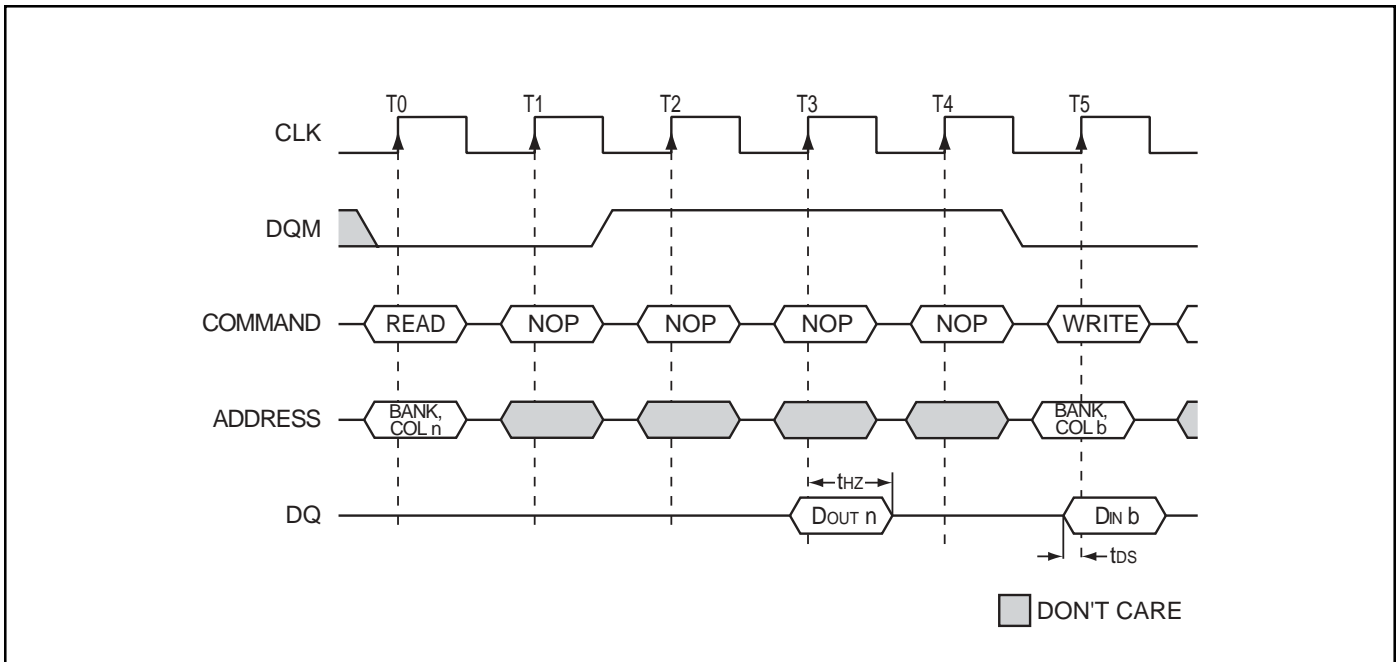 T0 T1 T2 T3 T4 T5
CLK
DQM
COMMAND READ NOP NOP NOP NOP WRITE
ADDRESS BANK, COL n BANK, COL b
tHZ
DQ DOUT n DIN b
tDS
DON'T CARE